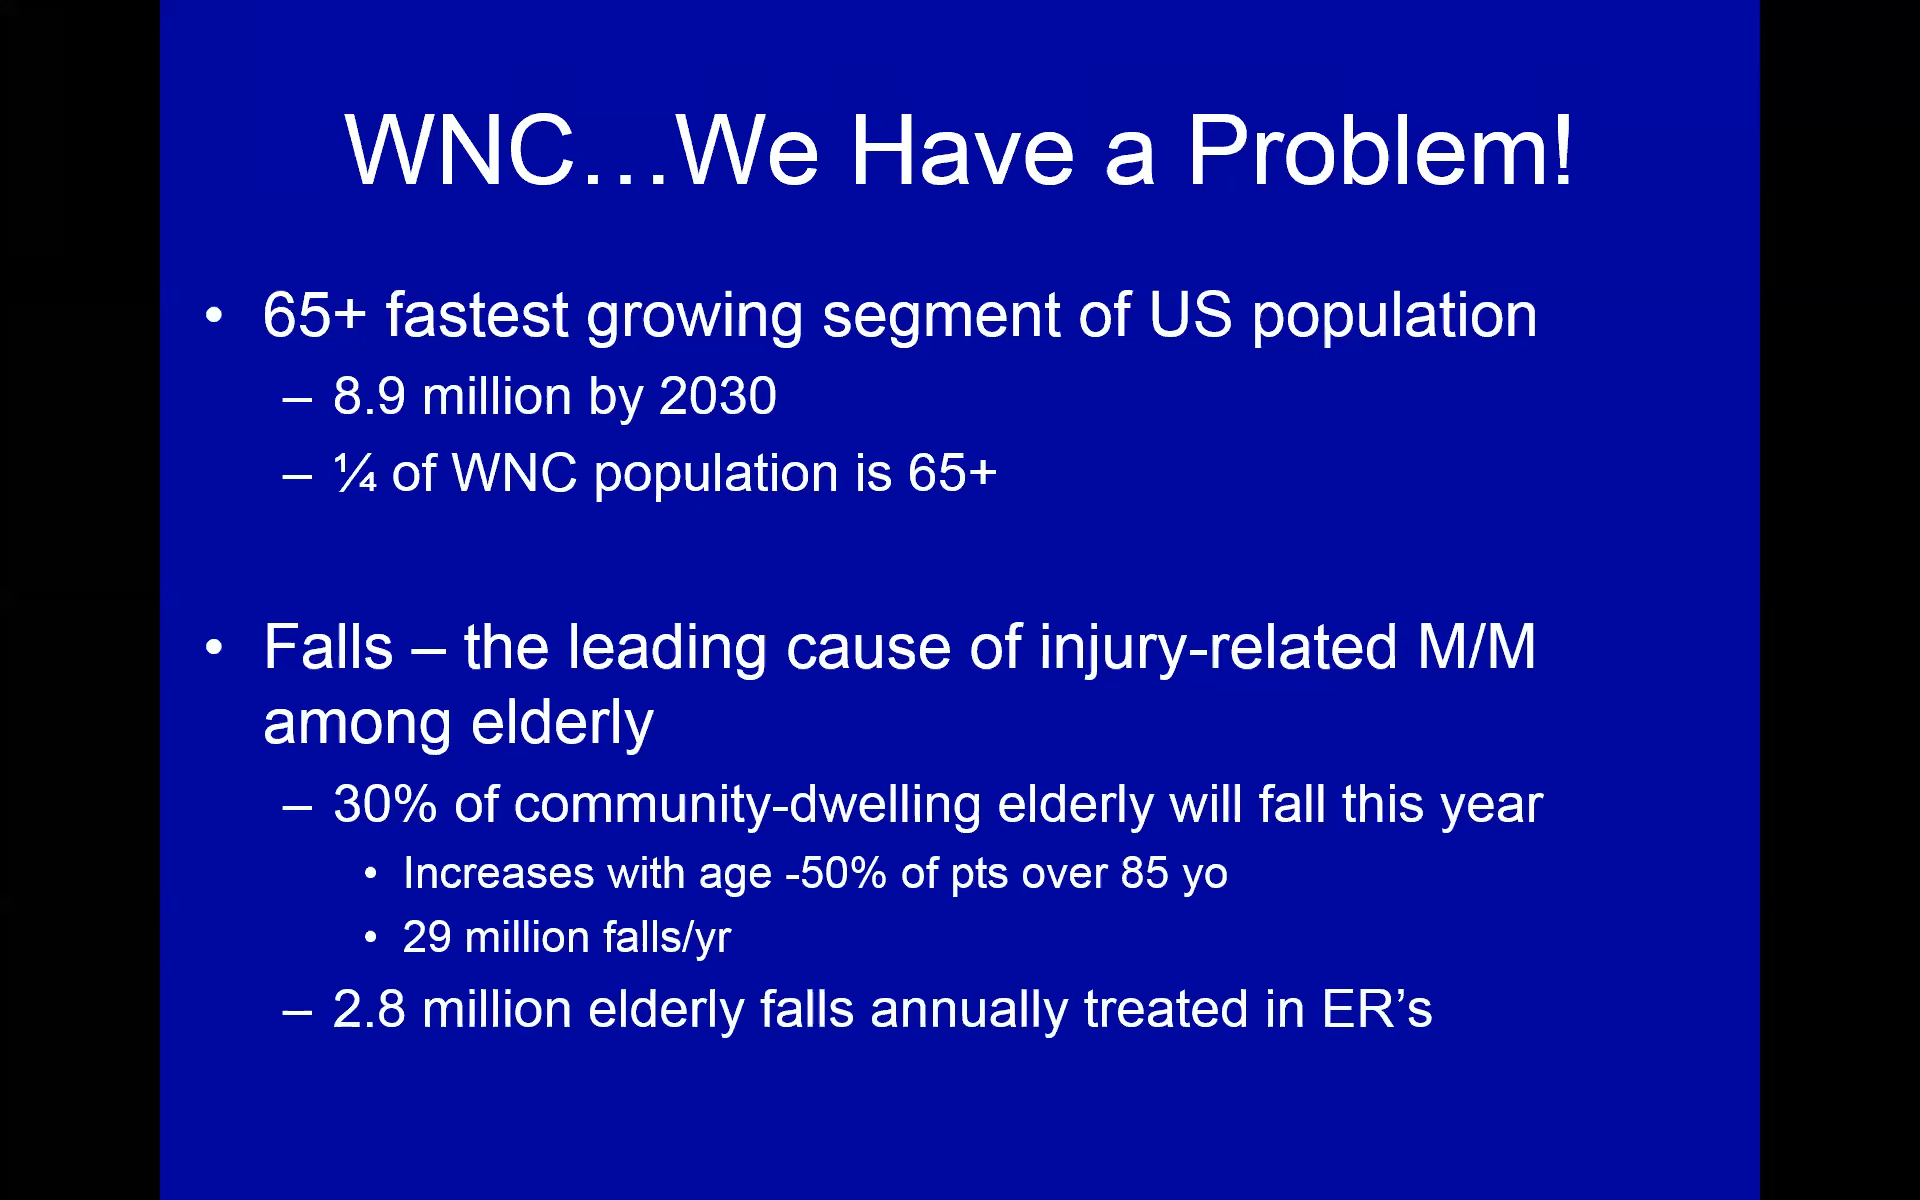 WNC…We Have a Problem!
• 65+ fastest growing segment of US population
– 8.9 million by 2030
– ¼ of WNC population is 65+
• Falls – the leading cause of injury-related M/M
among elderly
– 30% of community-dwelling elderly will fall this year
• Increases with age -50% of pts over 85 yo
• 29 million falls/yr
– 2.8 million elderly falls annually treated in ER’s